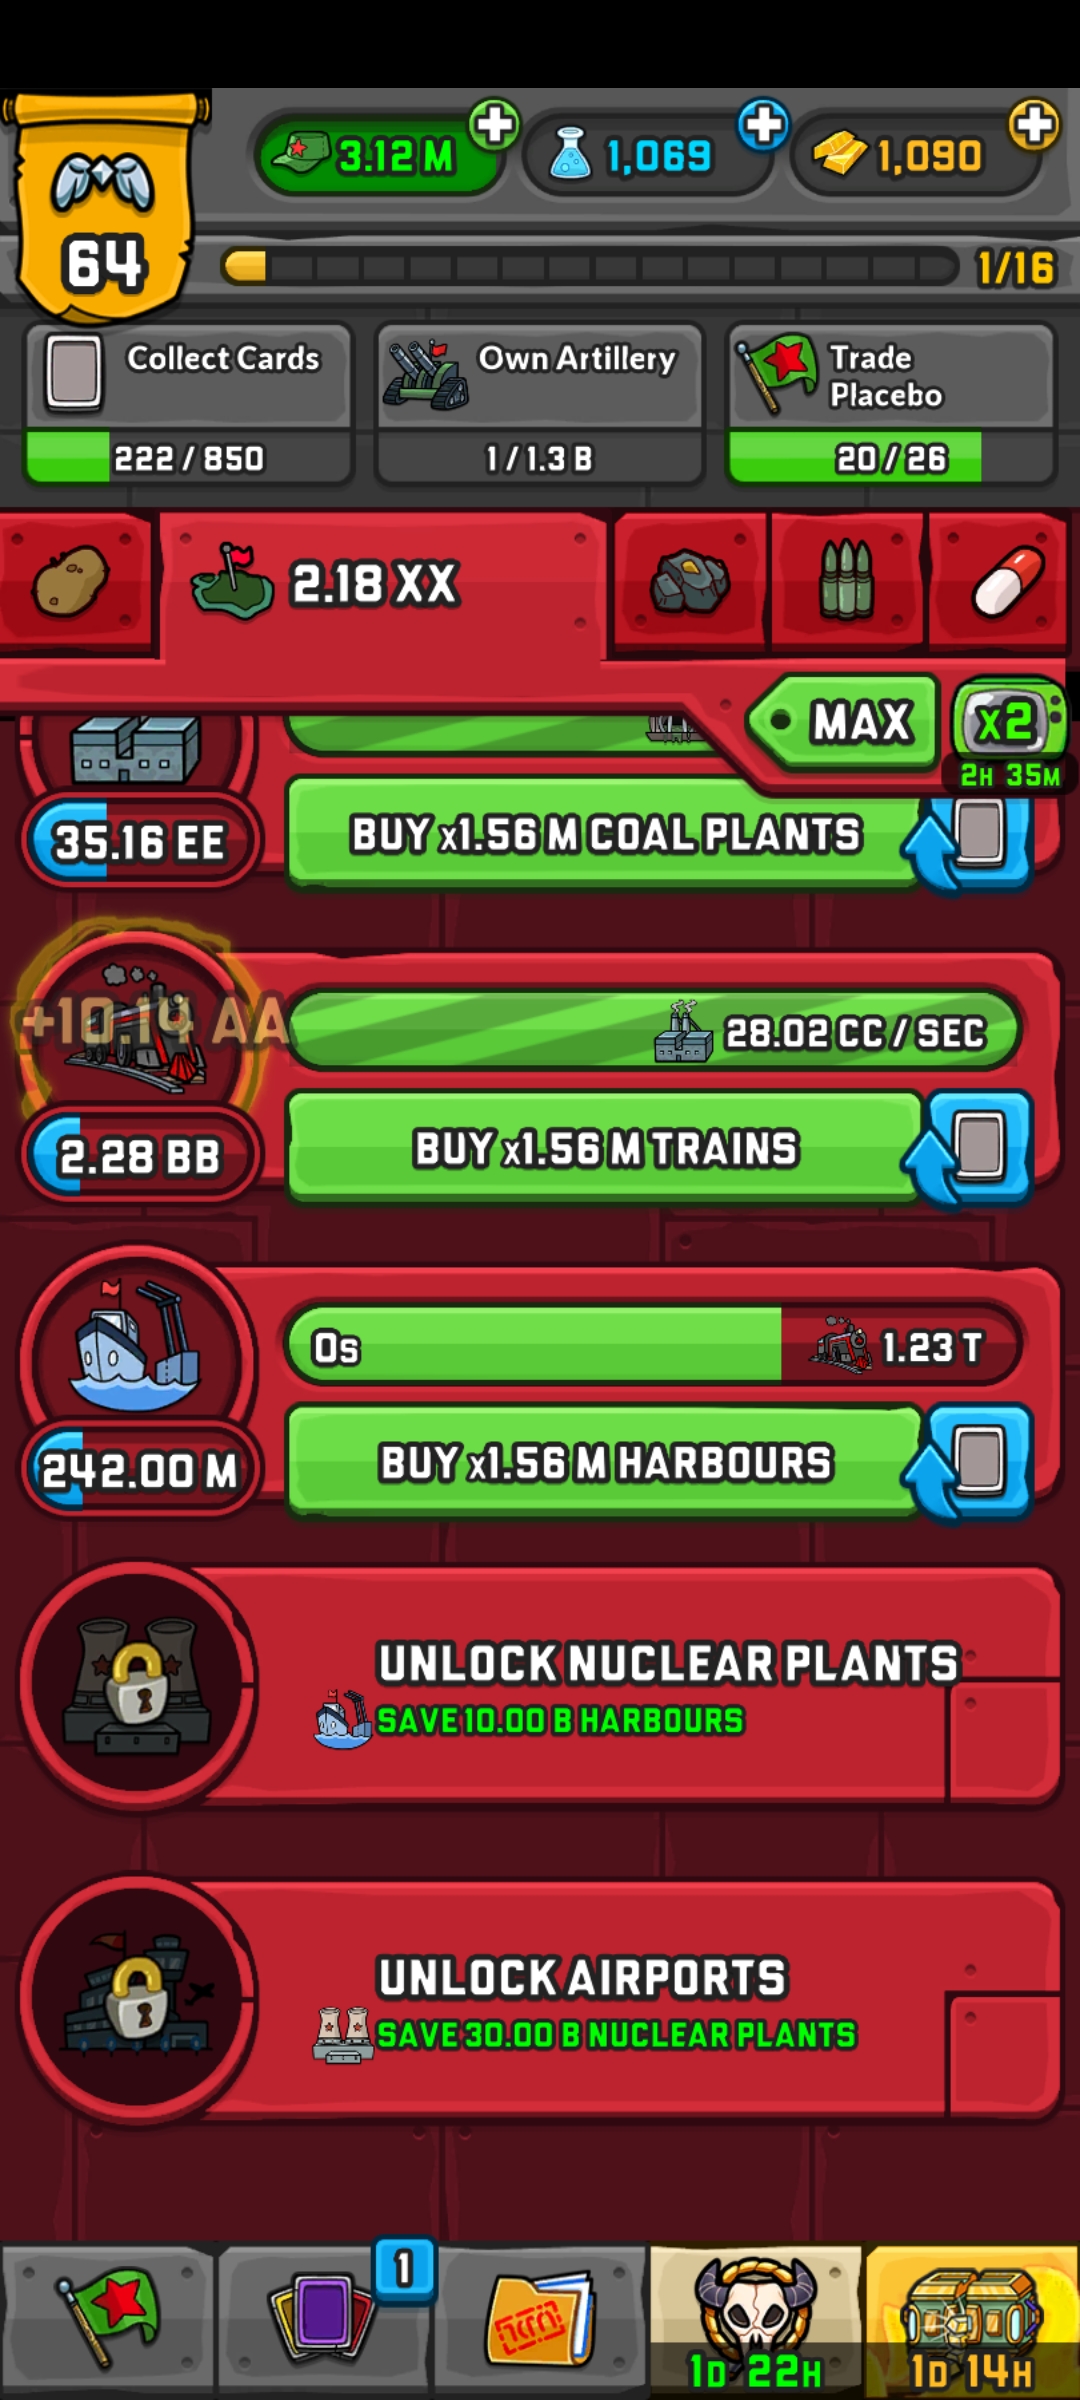 64
3.12 M
1,069
1,090
1/16
Collect Cards
222 / 850
Own Artillery
1 / 1.3 B
Trade
Placebo
20 / 26
2.18 XX
MAX
x2
2H 35M
35.16 EE
BUY x1.56 M COAL PLANTS
+10.14 AA
28.02 CC / SEC
2.28 BB
BUY x1.56 M TRAINS
0s
1.23 T
242.00 M
BUY x1.56 M HARBOURS
UNLOCK NUCLEAR PLANTS
SAVE 10.00 B HARBOURS
UNLOCK AIRPORTS
SAVE 30.00 B NUCLEAR PLANTS
1
1D 22H
1D 14H